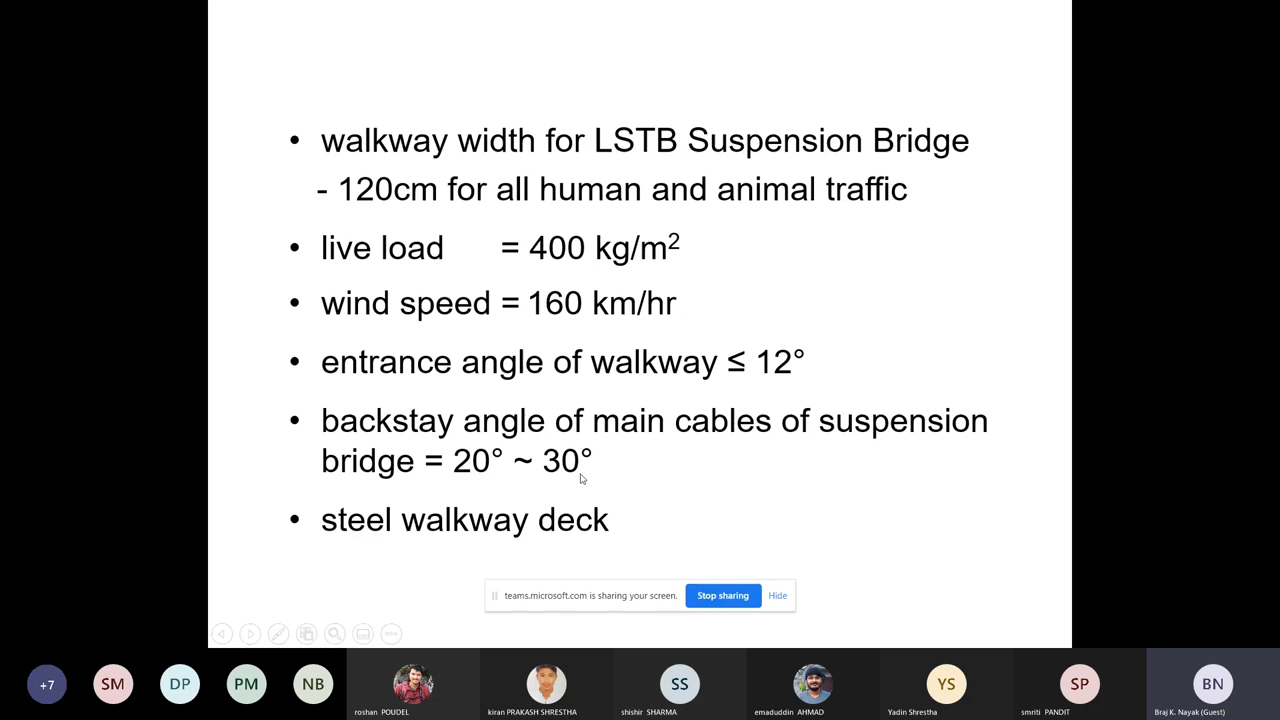 • walkway width for LSTB Suspension Bridge
- 120cm for all human and animal traffic
• live load = 400 kg/m²
• wind speed = 160 km/hr
• entrance angle of walkway ≤ 12°
• backstay angle of main cables of suspension
bridge = 20° ~ 30°
• steel walkway deck
teams.microsoft.com is sharing your screen. Stop sharing Hide
+7 SM DP PM NB SS YS SP BN
roshan POUDEL kiran PRAKASH SHRESTHA shishir SHARMA emaduddin AHMAD Yadin Shrestha smriti PANDIT Braj K. Nayak (Guest)